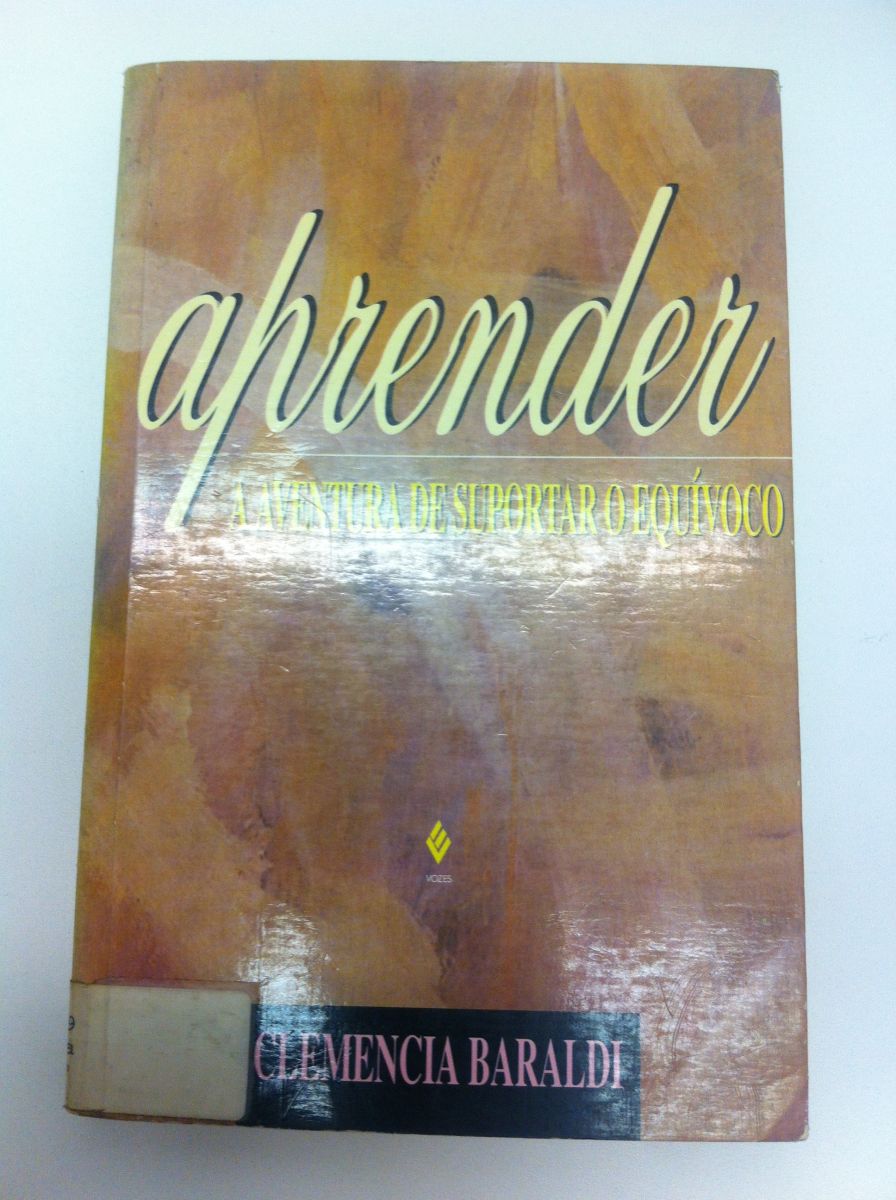 aprender
A AVENTURA DE SUPORTAR O EQUÍVOCO
VOZES
CLEMENCIA BARALDI